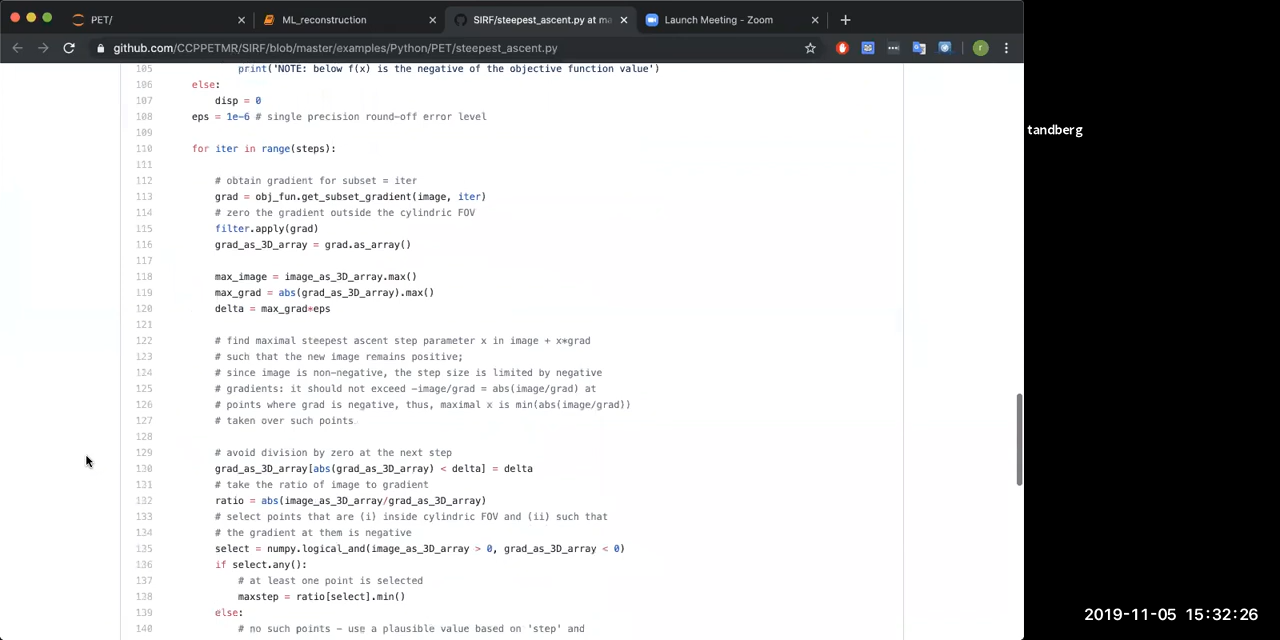 PET/
ML_reconstruction
SIRF/steepest_ascent.py at ma
Launch Meeting - Zoom
github.com/CCPPETMR/SIRF/blob/master/examples/Python/PET/steepest_ascent.py
r
tandberg
105 print('NOTE: below f(x) is the negative of the objective function value')
106 else:
107 disp = 0
108 eps = 1e-6 # single precision round-off error level
109
110 for iter in range(steps):
111
112 # obtain gradient for subset = iter
113 grad = obj_fun.get_subset_gradient(image, iter)
114 # zero the gradient outside the cylindric FOV
115 filter.apply(grad)
116 grad_as_3D_array = grad.as_array()
117
118 max_image = image_as_3D_array.max()
119 max_grad = abs(grad_as_3D_array).max()
120 delta = max_grad*eps
121
122 # find maximal steepest ascent step parameter x in image + x*grad
123 # such that the new image remains positive;
124 # since image is non-negative, the step size is limited by negative
125 # gradients: it should not exceed -image/grad = abs(image/grad) at
126 # points where grad is negative, thus, maximal x is min(abs(image/grad))
127 # taken over such points
128
129 # avoid division by zero at the next step
130 grad_as_3D_array[abs(grad_as_3D_array) < delta] = delta
131 # take the ratio of image to gradient
132 ratio = abs(image_as_3D_array/grad_as_3D_array)
133 # select points that are (i) inside cylindric FOV and (ii) such that
134 # the gradient at them is negative
135 select = numpy.logical_and(image_as_3D_array > 0, grad_as_3D_array < 0)
136 if select.any():
137 # at least one point is selected
138 maxstep = ratio[select].min()
139 else:
140 # no such points - use a plausible value based on 'step' and
2019-11-05 15:32:26